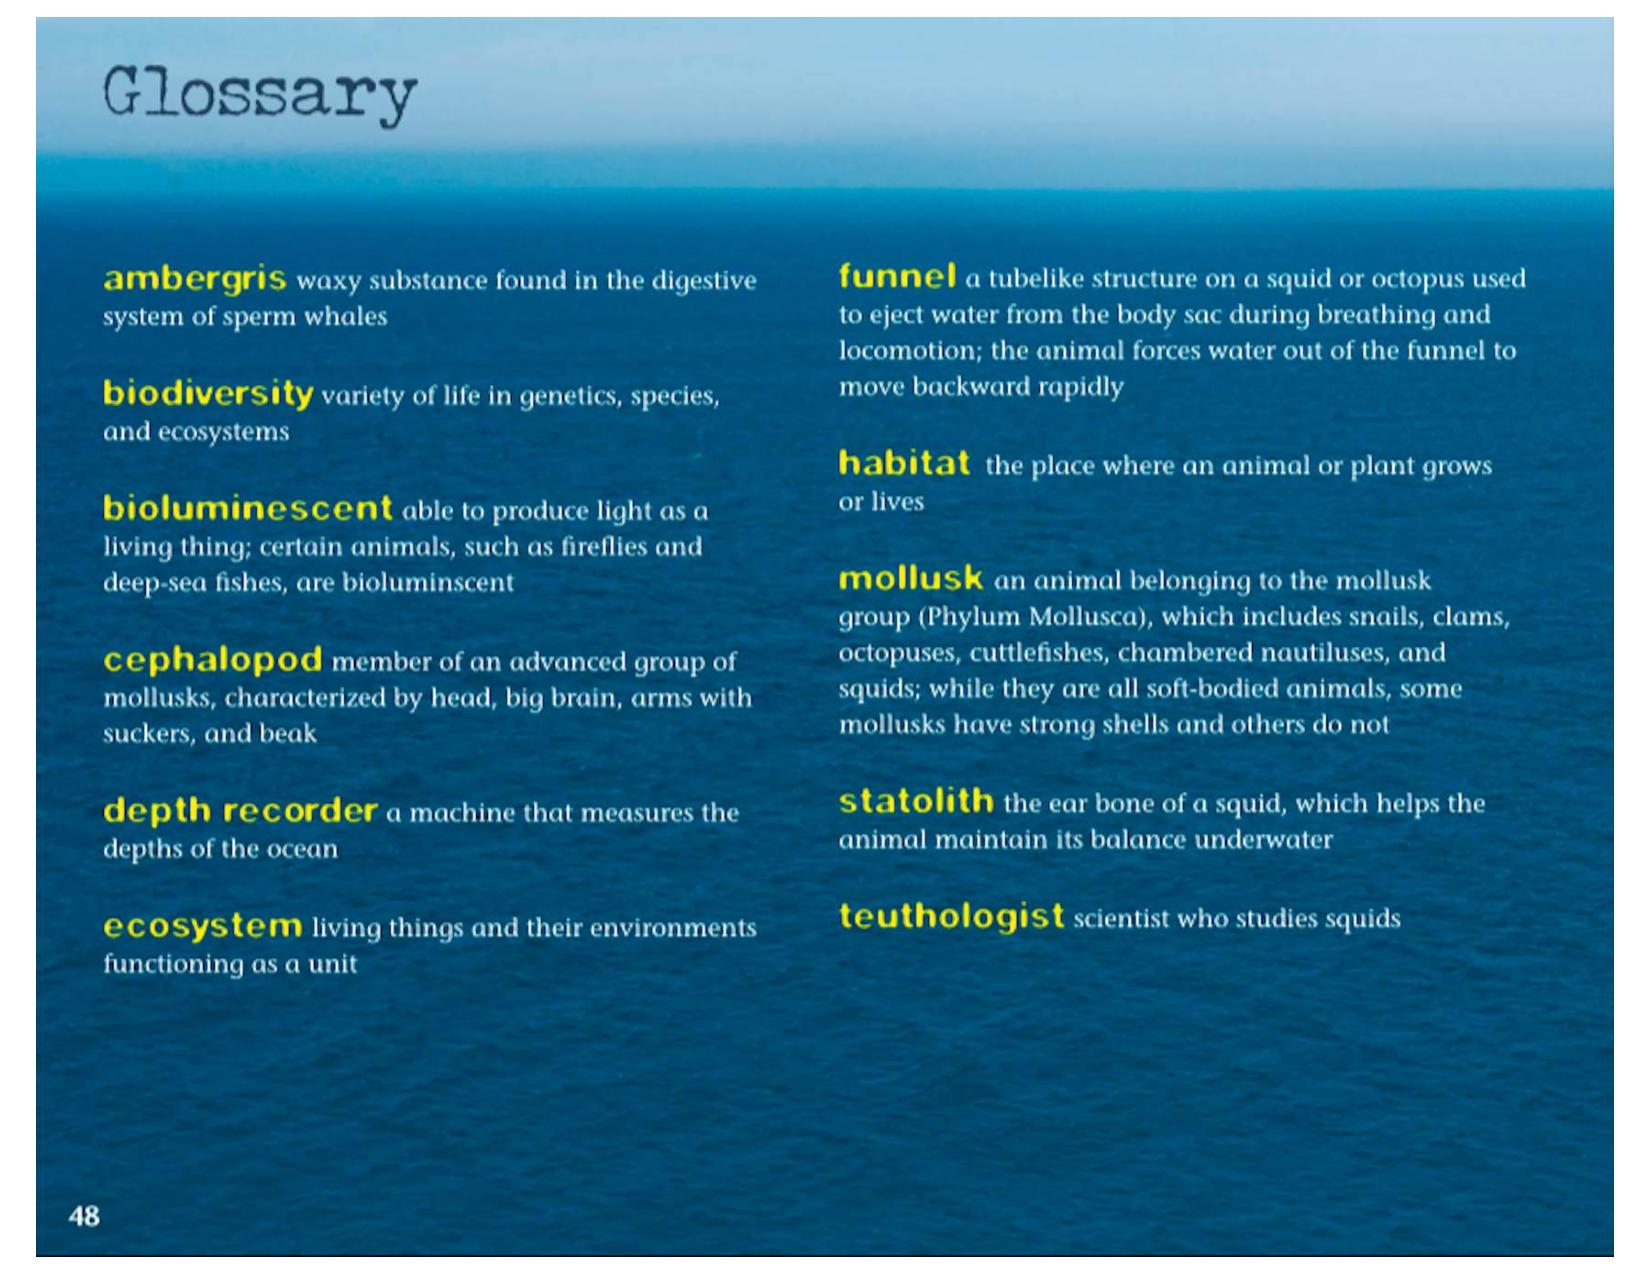 Glossary
ambergris waxy substance found in the digestive
system of sperm whales
biodiversity variety of life in genetics, species,
and ecosystems
bioluminescent able to produce light as a
living thing; certain animals, such as fireflies and
deep-sea fishes, are bioluminscent
cephalopod member of an advanced group of
mollusks, characterized by head, big brain, arms with
suckers, and beak
depth recorder a machine that measures the
depths of the ocean
ecosystem living things and their environments
functioning as a unit
funnel a tubelike structure on a squid or octopus used
to eject water from the body sac during breathing and
locomotion; the animal forces water out of the funnel to
move backward rapidly
habitat the place where an animal or plant grows
or lives
mollusk an animal belonging to the mollusk
group (Phylum Mollusca), which includes snails, clams,
octopuses, cuttlefishes, chambered nautiluses, and
squids; while they are all soft-bodied animals, some
mollusks have strong shells and others do not
statolith the ear bone of a squid, which helps the
animal maintain its balance underwater
teuthologist scientist who studies squids
48